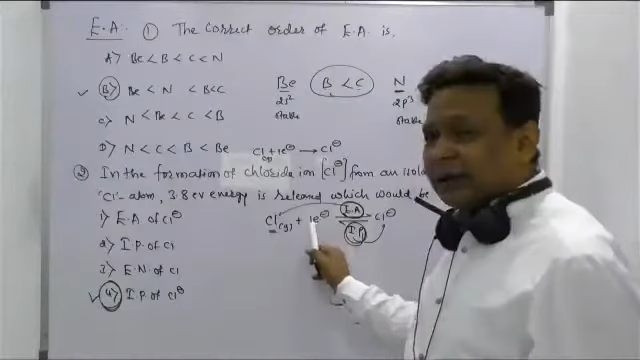 E.A. ① The Correct order of E.A. is,
A> Be < B < C < N
B> Be < N < B < C
Be B < C N
2s² 2p³
stable stable
C> N < Be < C < B
D> N < C < B < Be
Cl(g) + 1e⊖ → Cl⊖
② In the formation of chloride ion [Cl⊖] from an
'Cl'-atom, 3.8 ev energy is released which would be
1> E.A of Cl⊖
Cl(g) + 1e⊖ E.A I.P. Cl⊖
2> I.P. of Cl
3> E.N. of Cl
4> I.P. of Cl⊖